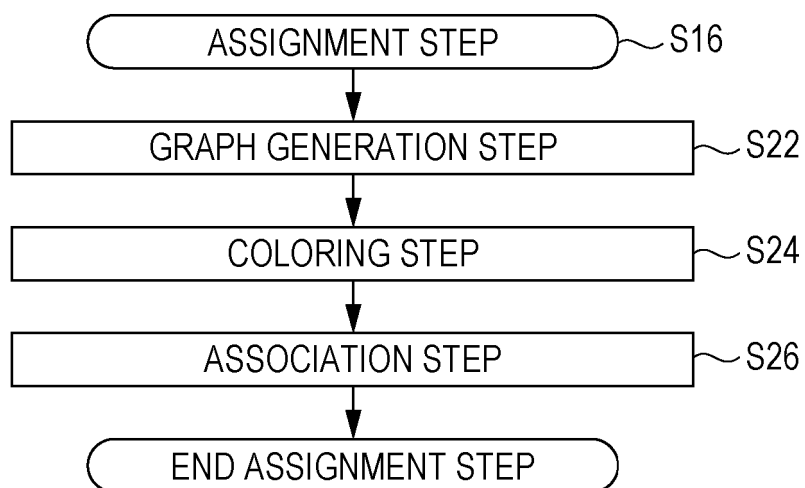 ASSIGNMENT STEP S16
GRAPH GENERATION STEP S22
COLORING STEP S24
ASSOCIATION STEP S26
END ASSIGNMENT STEP